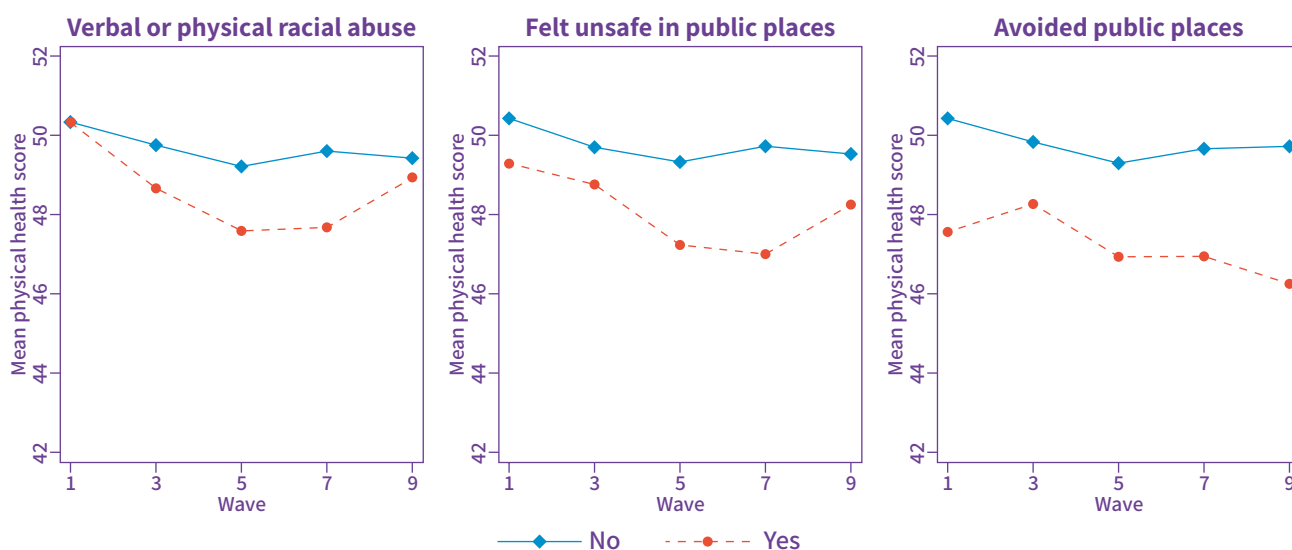 Verbal or physical racial abuse
Mean physical health score
52
50
48
46
44
42
1 3 5 7 9
Wave
Felt unsafe in public places
Mean physical health score
52
50
48
46
44
42
1 3 5 7 9
Wave
Avoided public places
Mean physical health score
52
50
48
46
44
42
1 3 5 7 9
Wave
No Yes